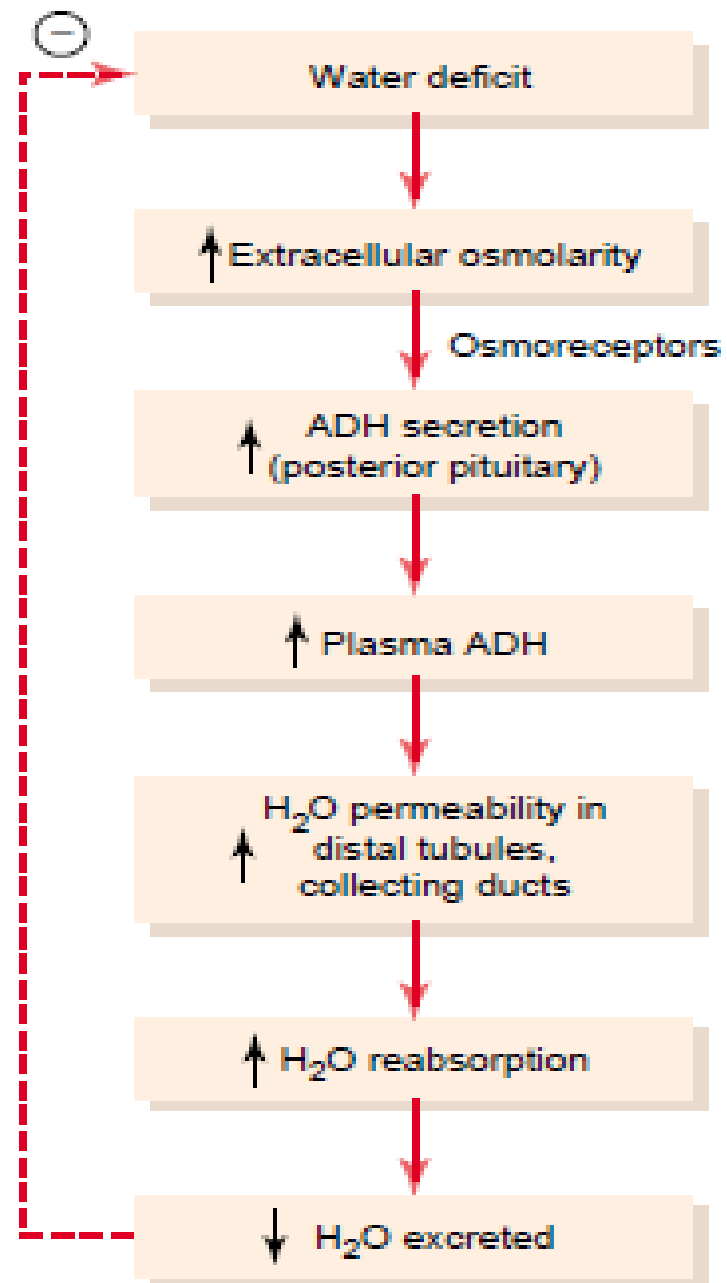 −
Water deficit
↑ Extracellular osmolarity
Osmoreceptors
ADH secretion
↑ (posterior pituitary)
↑ Plasma ADH
H₂O permeability in
↑ distal tubules,
collecting ducts
↑ H₂O reabsorption
↓ H₂O excreted